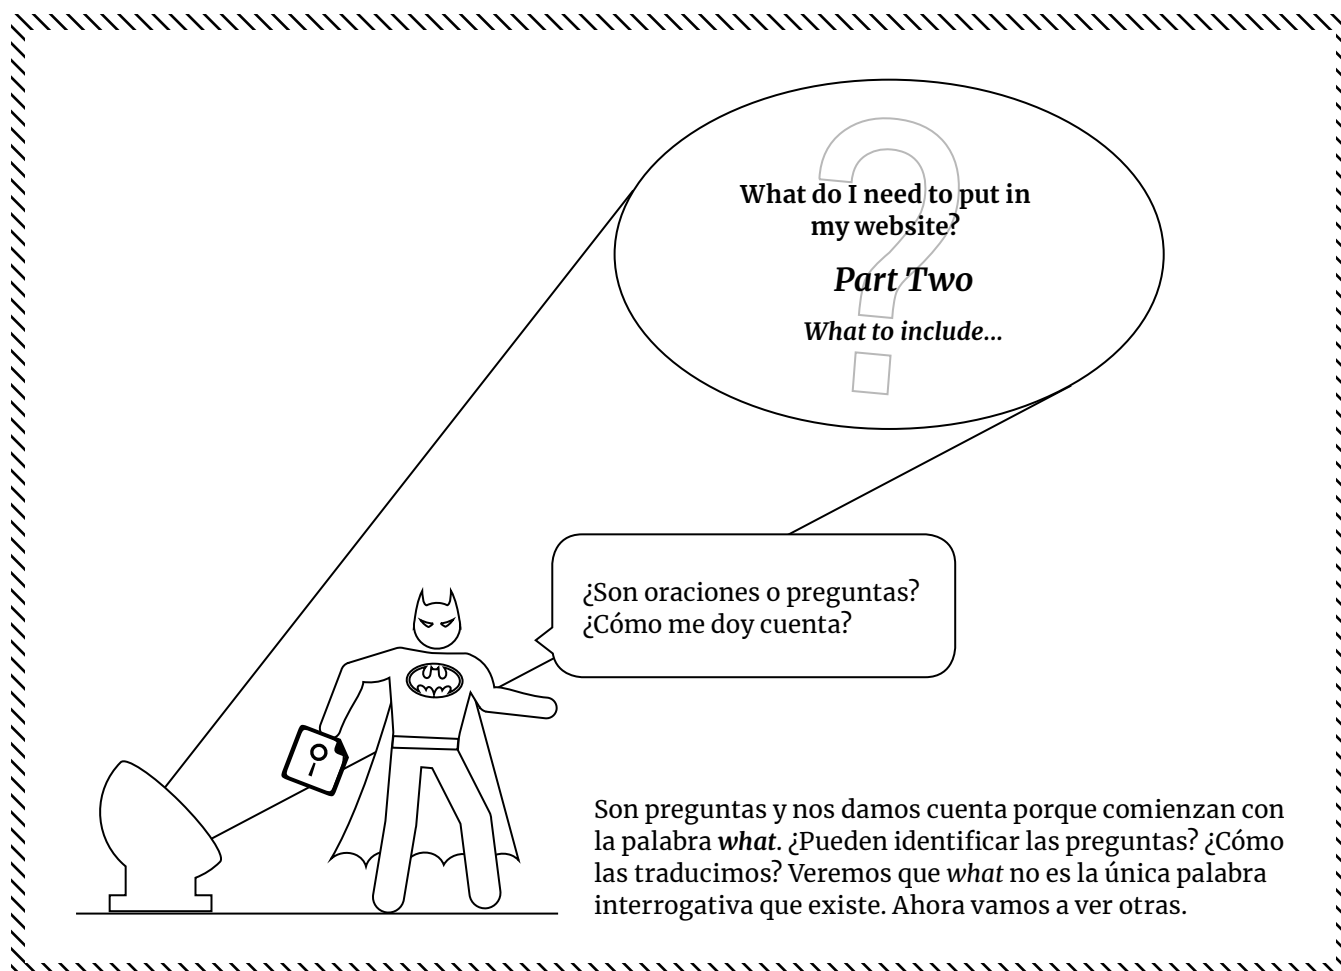 What do I need to put in
my website?
Part Two
What to include...
¿Son oraciones o preguntas?
¿Cómo me doy cuenta?
Son preguntas y nos damos cuenta porque comienzan con
la palabra what. ¿Pueden identificar las preguntas? ¿Cómo
las traducimos? Veremos que what no es la única palabra
interrogativa que existe. Ahora vamos a ver otras.